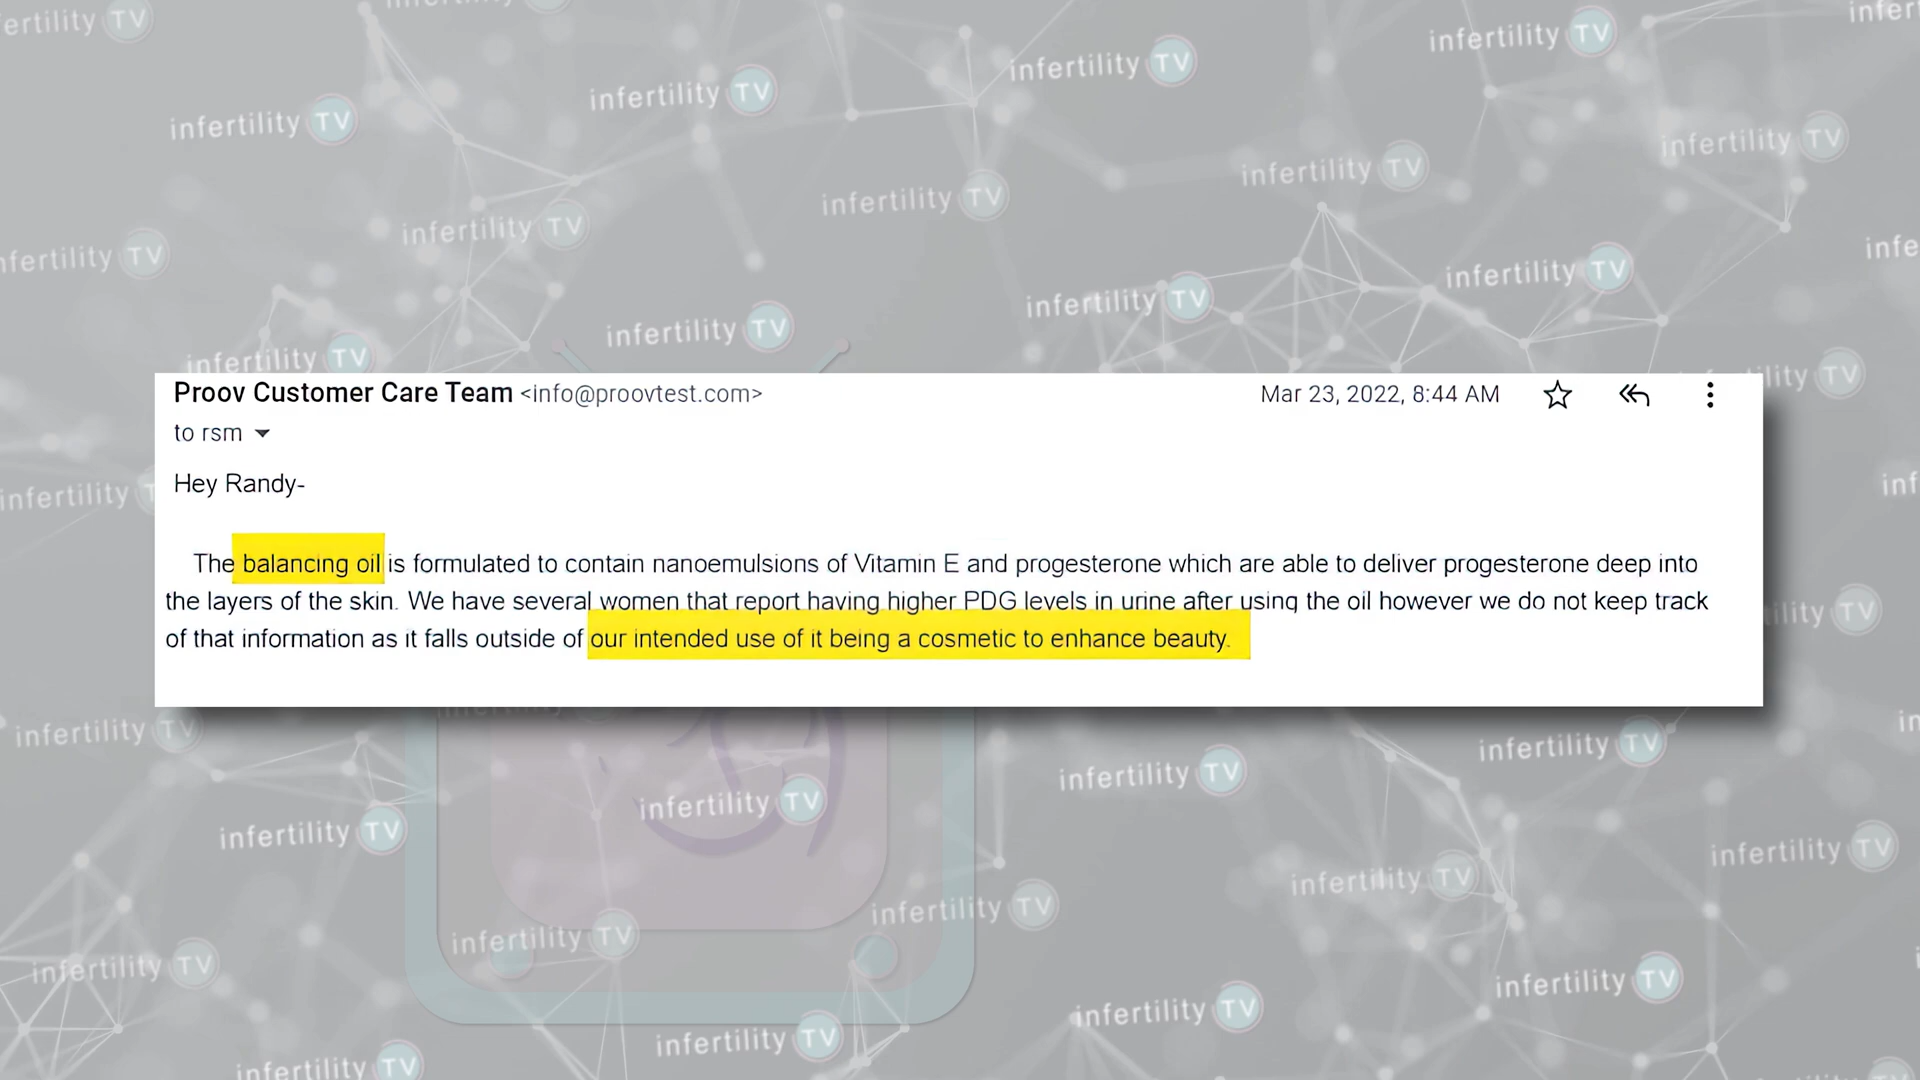 Proov Customer Care Team <info@proovtest.com> Mar 23, 2022, 8:44 AM
to rsm
Hey Randy-
The balancing oil is formulated to contain nanoemulsions of Vitamin E and progesterone which are able to deliver progesterone deep into
the layers of the skin. We have several women that report having higher PDG levels in urine after using the oil however we do not keep track
of that information as it falls outside of our intended use of it being a cosmetic to enhance beauty.
infertility TV